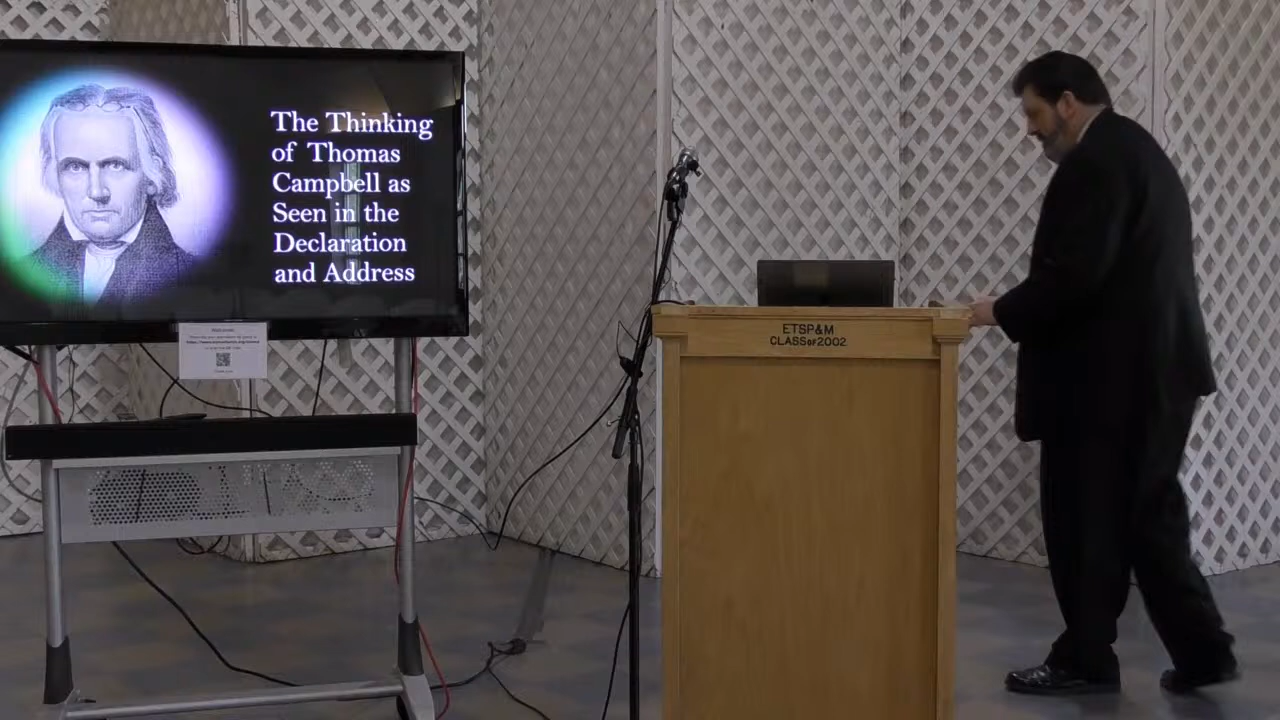 The Thinking
of Thomas
Campbell as
Seen in the
Declaration
and Address
ETSP&M
CLASS OF 2002